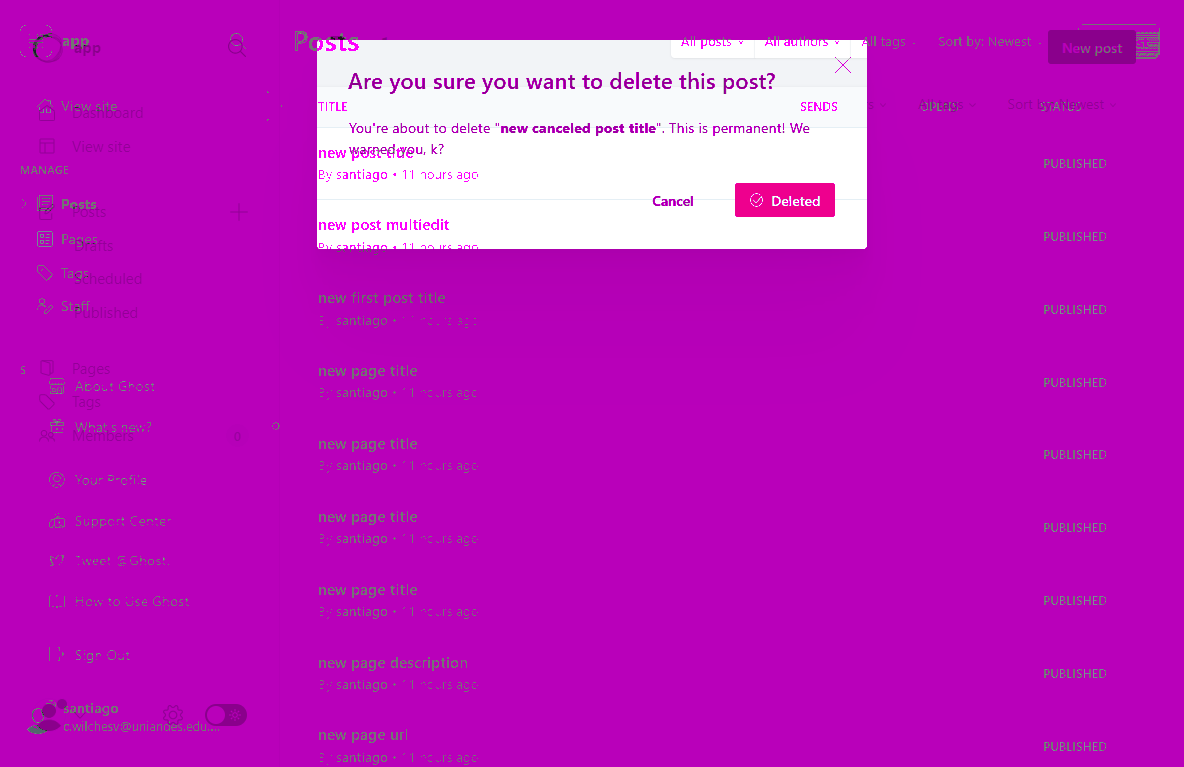 app
app
Posts
All posts
All authors
All tags
Sort by: Newest
New post
Are you sure you want to delete this post?
View site
Dashboard
TITLE
SENDS
OPENS
Sort by: Newest
STATUS
You're about to delete "new canceled post title". This is permanent! We
warned you, k?
View site
MANAGE
new post title
PUBLISHED
By santiago • 11 hours ago
Posts
Posts
Cancel
Deleted
Pages
Drafts
new post multiedit
PUBLISHED
By santiago • 11 hours ago
Tags
Scheduled
Staff
Published
new first post title
PUBLISHED
By santiago • 11 hours ago
Pages
S
About Ghost
new page title
PUBLISHED
By santiago • 11 hours ago
Tags
What's new?
Members
0
new page title
PUBLISHED
By santiago • 11 hours ago
Your Profile
Support Center
new page title
PUBLISHED
By santiago • 11 hours ago
Tweet @Ghost
How to Use Ghost
new page title
PUBLISHED
By santiago • 11 hours ago
Sign Out
new page description
PUBLISHED
By santiago • 11 hours ago
santiago
c.wilchesy@uniandes.edu....
new page url
PUBLISHED
By santiago • 11 hours ago